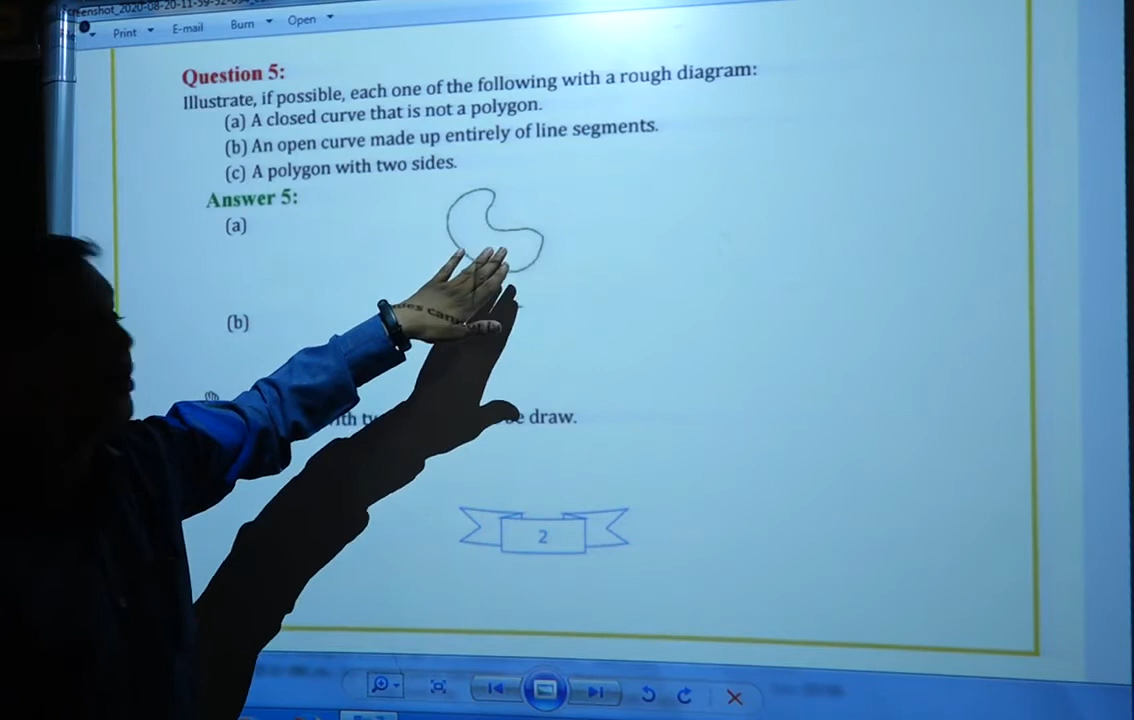 Print E-mail Burn Open
Question 5:
Illustrate, if possible, each one of the following with a rough diagram:
(a) A closed curve that is not a polygon.
(b) An open curve made up entirely of line segments.
(c) A polygon with two sides.
Answer 5:
(a)
(b)
draw.
2